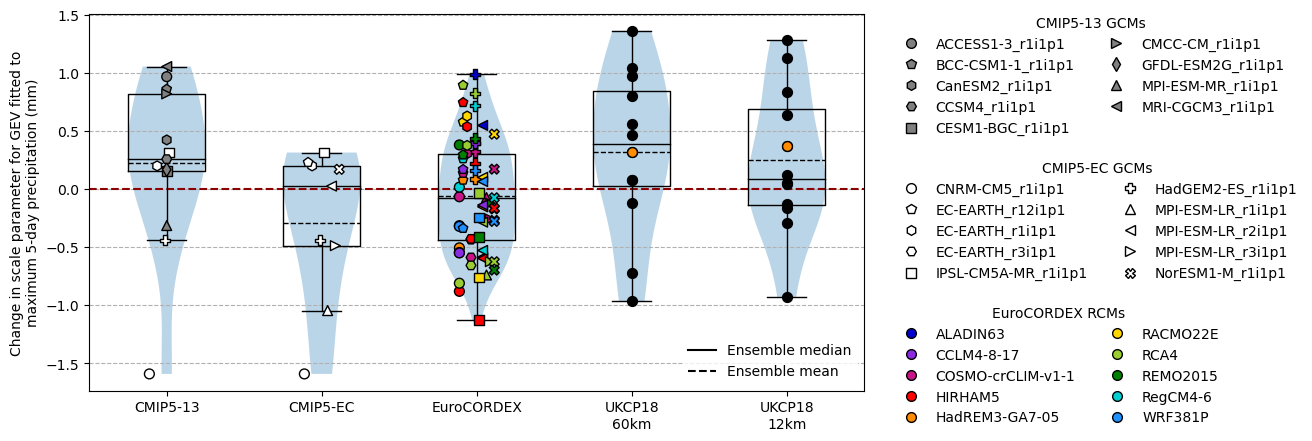 Change in scale parameter for GEV fitted to
maximum 5-day precipitation (mm)
1.5
1.0
0.5
0.0
−0.5
−1.0
−1.5
CMIP5-13
CMIP5-EC
EuroCORDEX
UKCP18
60km
UKCP18
12km
Ensemble median
Ensemble mean
CMIP5-13 GCMs
ACCESS1-3_r1i1p1
BCC-CSM1-1_r1i1p1
CanESM2_r1i1p1
CCSM4_r1i1p1
CESM1-BGC_r1i1p1
CMCC-CM_r1i1p1
GFDL-ESM2G_r1i1p1
MPI-ESM-MR_r1i1p1
MRI-CGCM3_r1i1p1
CMIP5-EC GCMs
CNRM-CM5_r1i1p1
EC-EARTH_r12i1p1
EC-EARTH_r1i1p1
EC-EARTH_r3i1p1
IPSL-CM5A-MR_r1i1p1
HadGEM2-ES_r1i1p1
MPI-ESM-LR_r1i1p1
MPI-ESM-LR_r2i1p1
MPI-ESM-LR_r3i1p1
NorESM1-M_r1i1p1
EuroCORDEX RCMs
ALADIN63
CCLM4-8-17
COSMO-crCLIM-v1-1
HIRHAM5
HadREM3-GA7-05
RACMO22E
RCA4
REMO2015
RegCM4-6
WRF381P